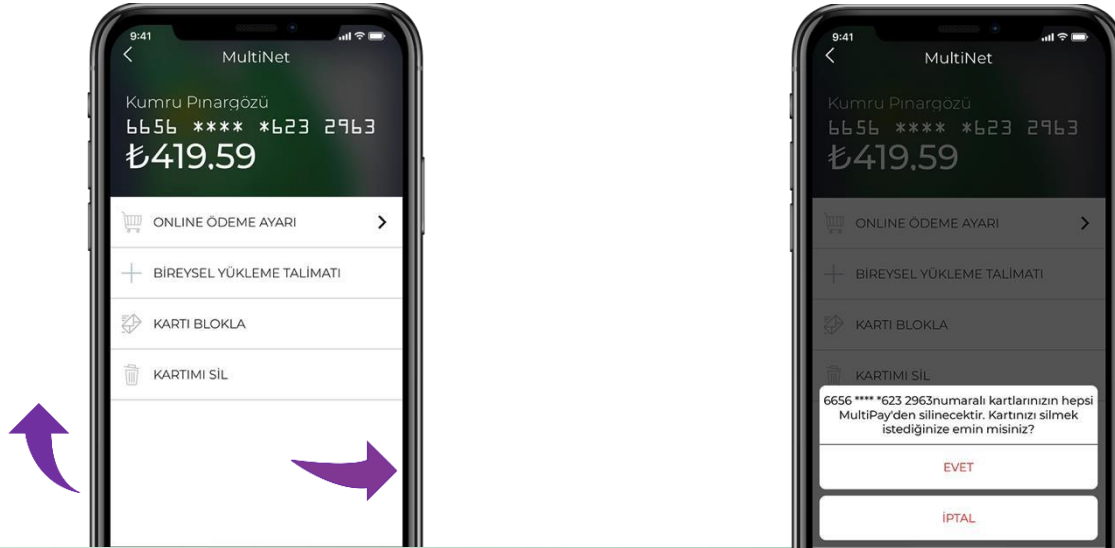 9:41
MultiNet
Kumru Pınargözü
6656 **** *623 2963
₺419,59
ONLINE ÖDEME AYARI
BİREYSEL YÜKLEME TALİMATI
KARTI BLOKLA
KARTIMI SİL
9:41
MultiNet
Kumru Pınargözü
6656 **** *623 2963
₺419,59
ONLINE ÖDEME AYARI
BİREYSEL YÜKLEME TALİMATI
KARTI BLOKLA
KARTIMI SİL
6656 **** *623 2963numaralı kartlarınızın hepsi
MultiPay'den silinecektir. Kartınızı silmek
istediğinize emin misiniz?
EVET
İPTAL